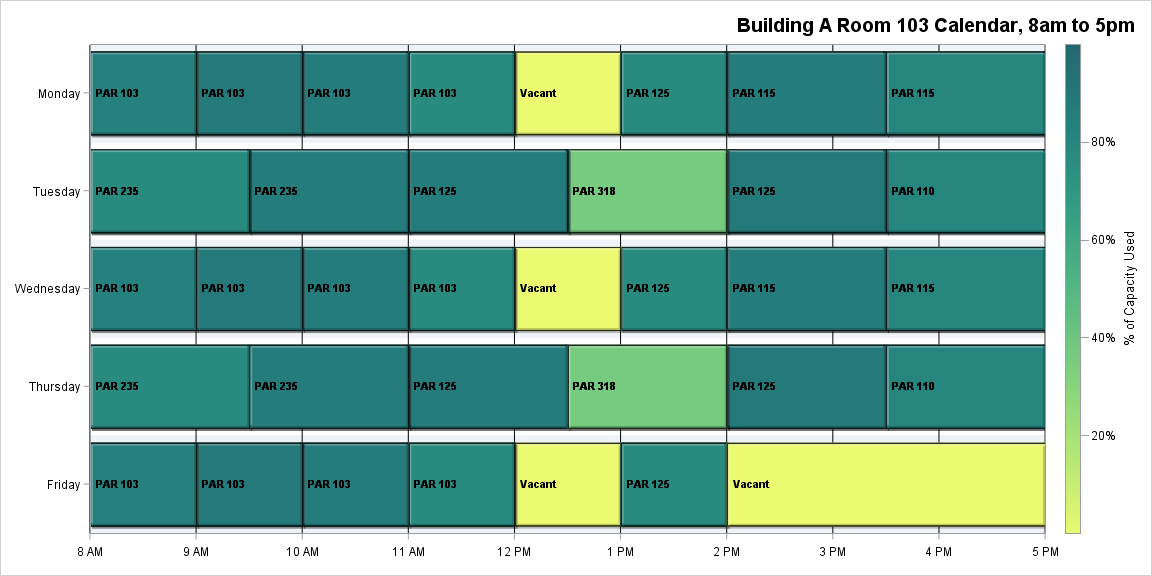 Building A Room 103 Calendar, 8am to 5pm
Monday
PAR 103
PAR 103
PAR 103
PAR 103
Vacant
PAR 125
PAR 115
PAR 115
Tuesday
PAR 235
PAR 235
PAR 125
PAR 318
PAR 125
PAR 110
Wednesday
PAR 103
PAR 103
PAR 103
PAR 103
Vacant
PAR 125
PAR 115
PAR 115
Thursday
PAR 235
PAR 235
PAR 125
PAR 318
PAR 125
PAR 110
Friday
PAR 103
PAR 103
PAR 103
PAR 103
Vacant
PAR 125
Vacant
8 AM
9 AM
10 AM
11 AM
12 PM
1 PM
2 PM
3 PM
4 PM
5 PM
80%
60%
40%
20%
% of Capacity Used